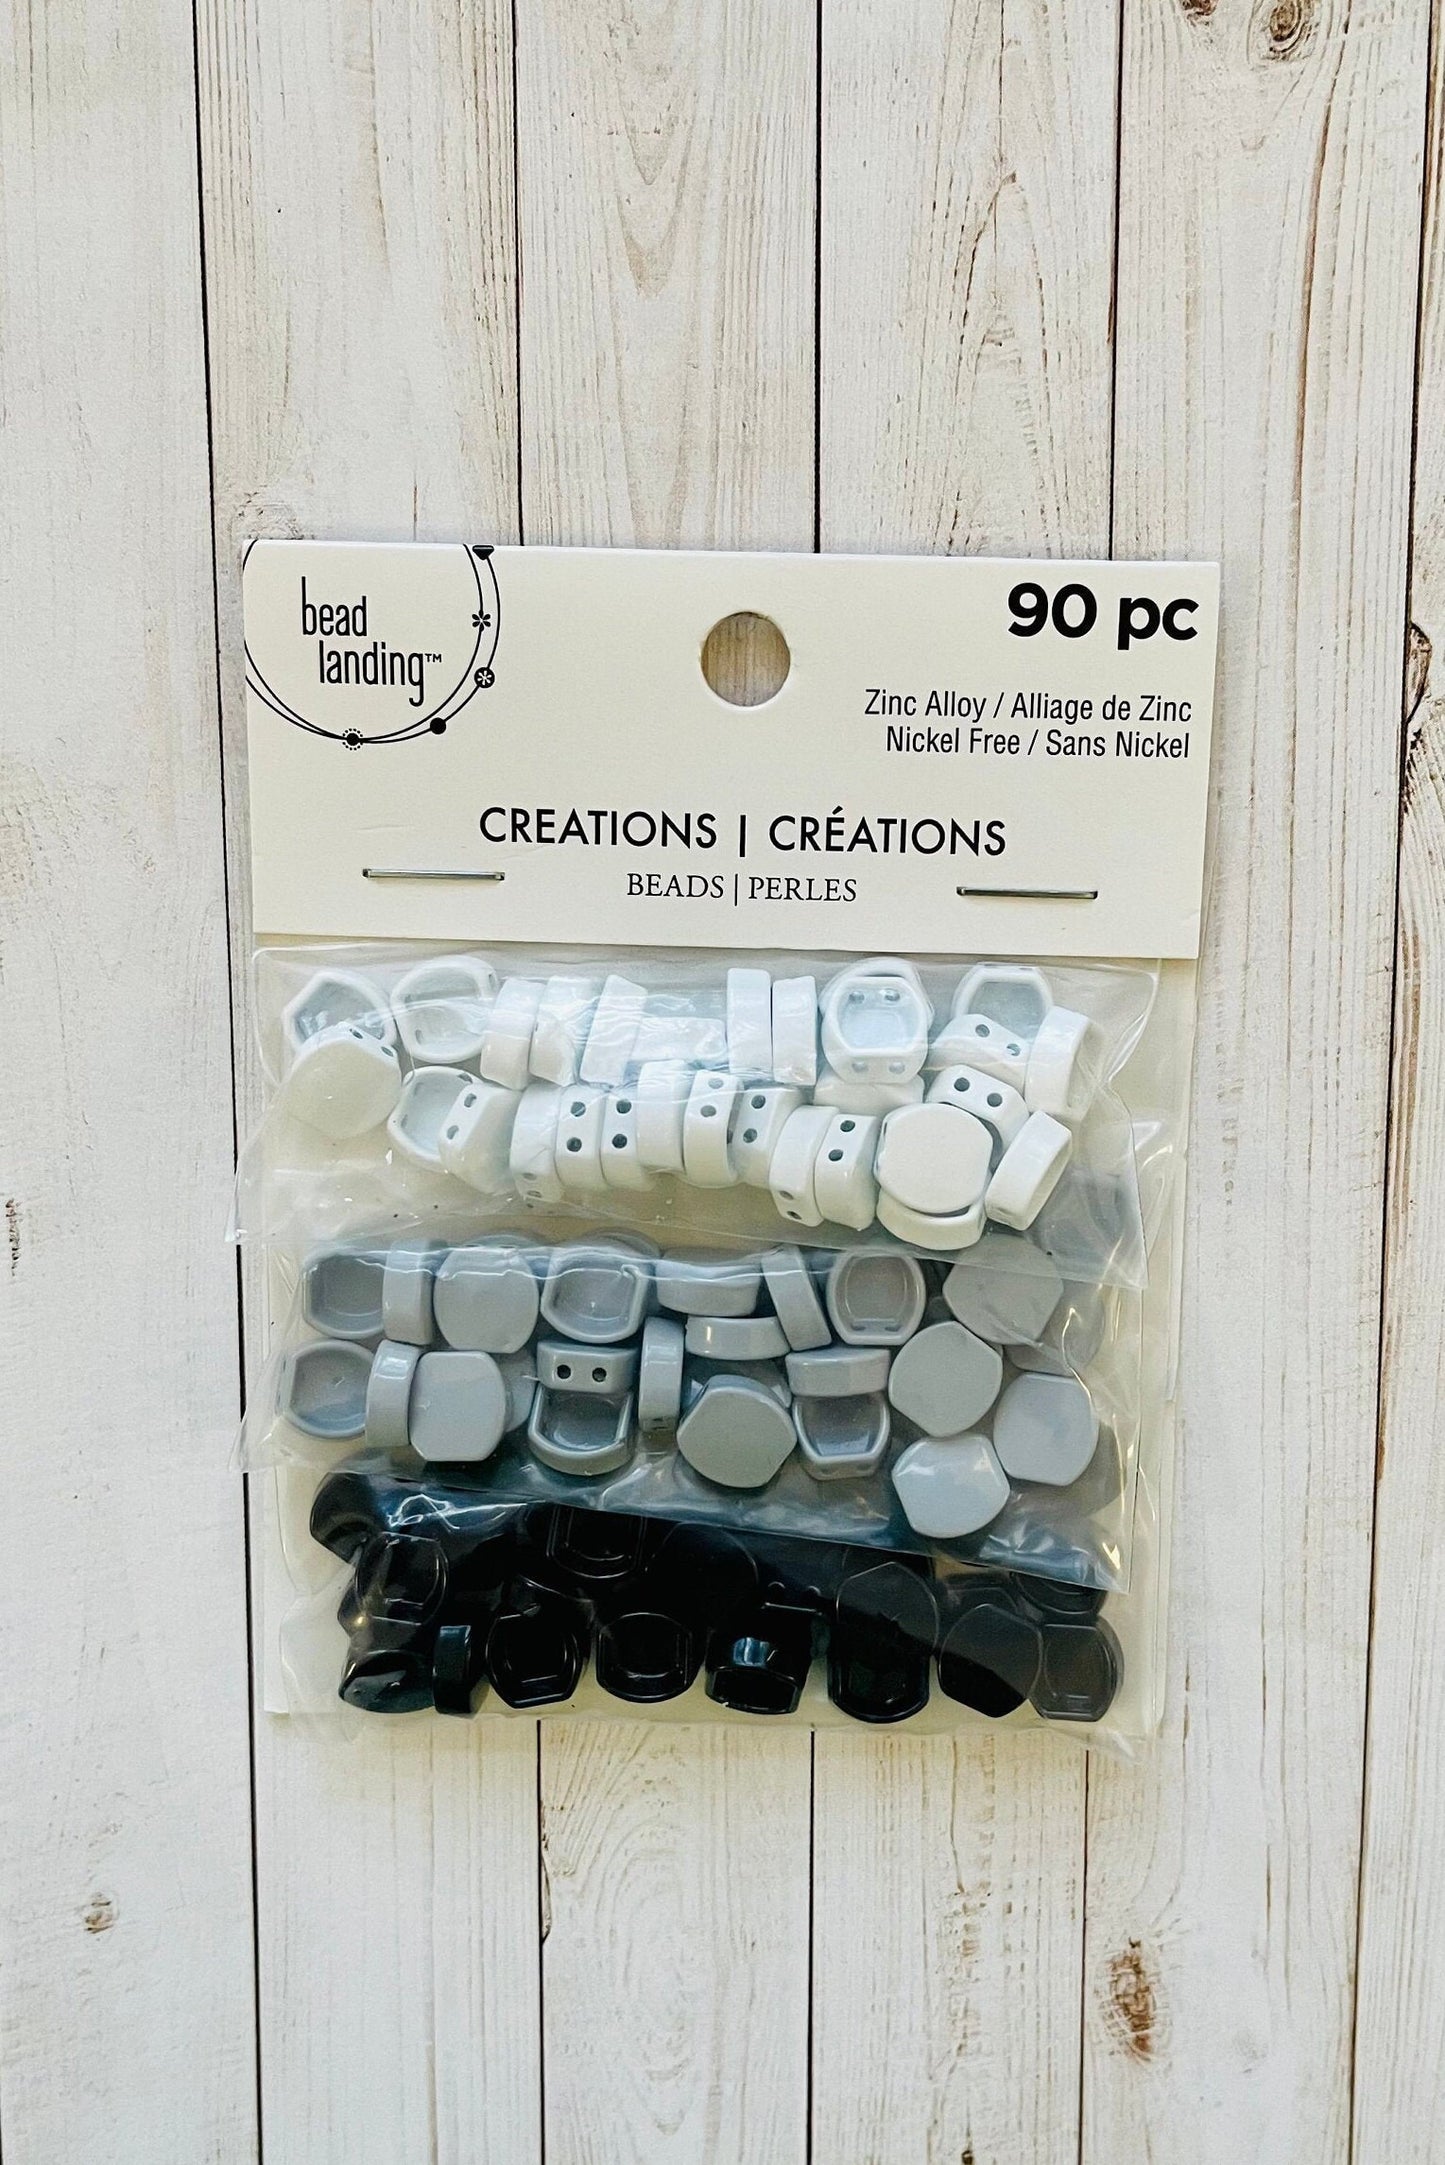 bead
landing™
90 pc
Zinc Alloy / Alliage de Zinc
Nickel Free / Sans Nickel
CREATIONS | CRÉATIONS
BEADS | PERLES